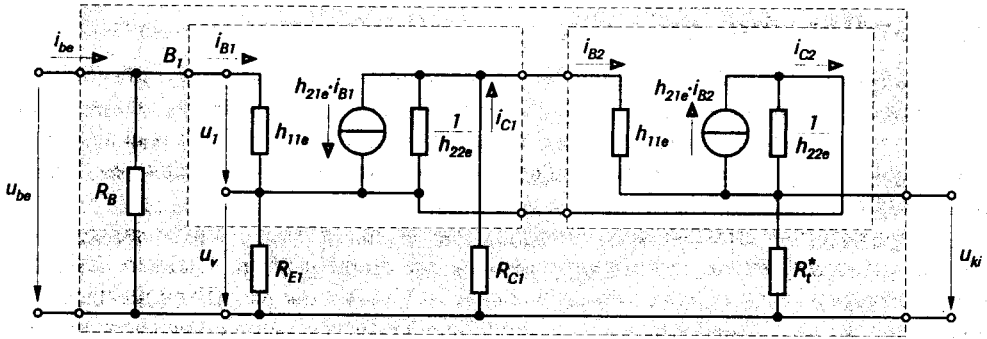 i_be
B_1
i_B1
h_21e·i_B1
i_C1
i_B2
h_21e·i_B2
i_C2
u_1
h_11e
1/h_22e
h_11e
1/h_22e
u_be
R_B
u_v
R_E1
R_C1
R_t*
u_ki